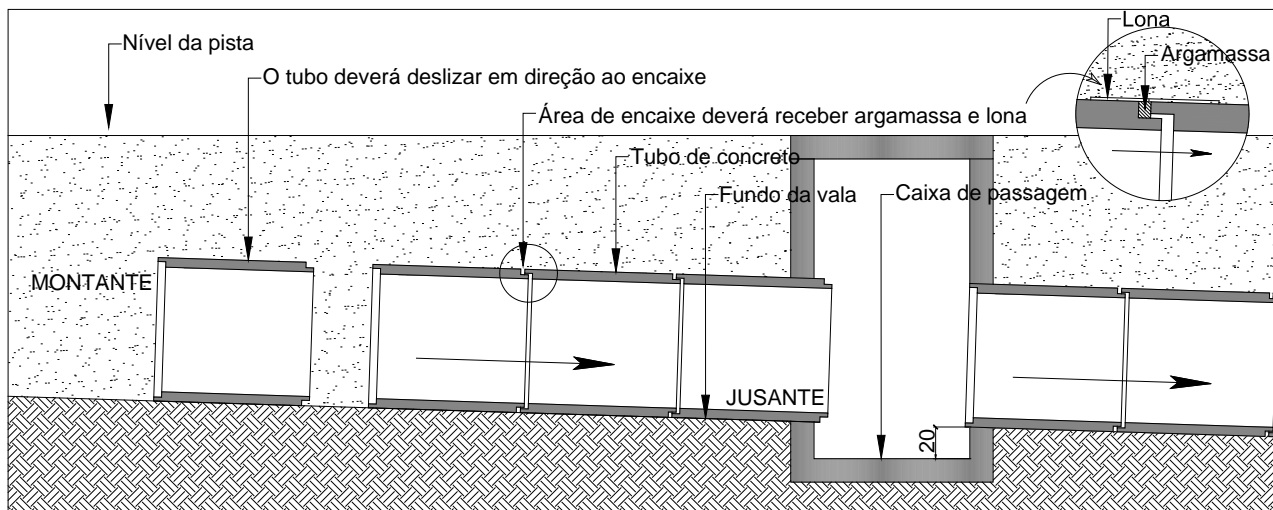 Lona
Nível da pista
Argamassa
O tubo deverá deslizar em direção ao encaixe
Área de encaixe deverá receber argamassa e lona
Tubo de concreto
Fundo da vala
Caixa de passagem
MONTANTE
JUSANTE
20